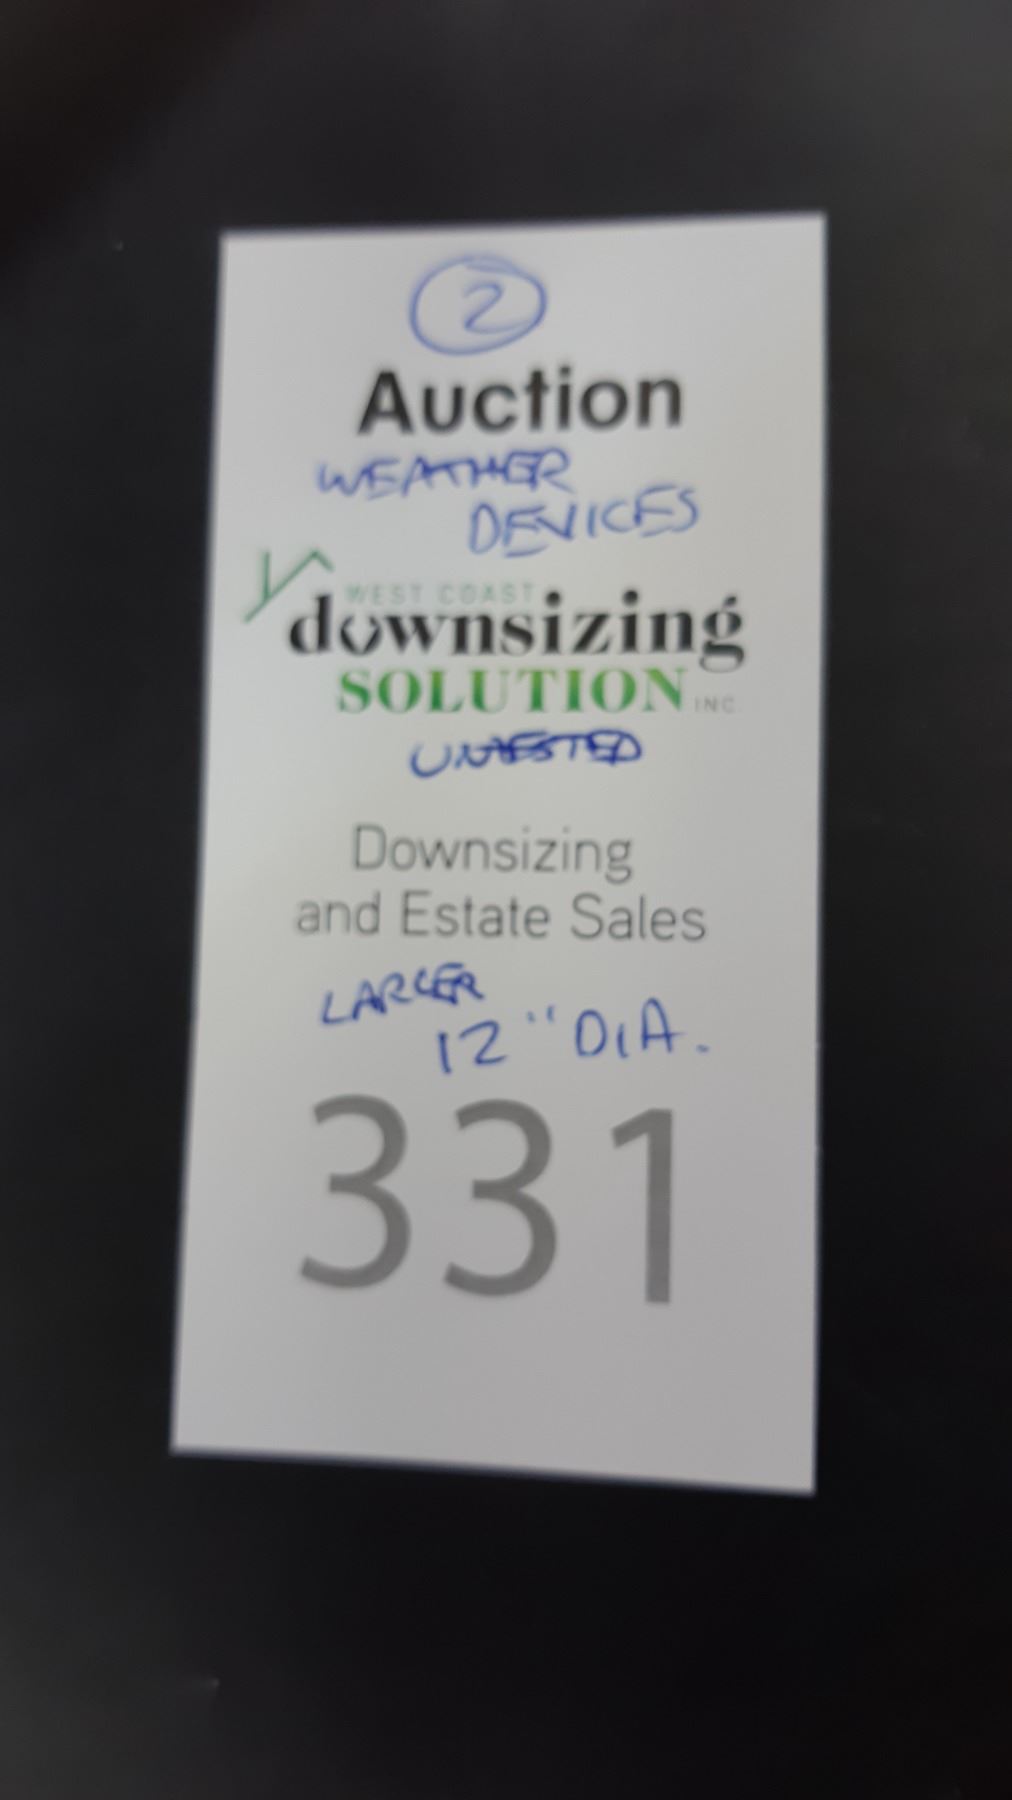 2
Auction
WEATHER
DEVICES
WEST COAST
downsizing
SOLUTION INC
UNTESTED
Downsizing
and Estate Sales
LARGER
12" DIA.
331